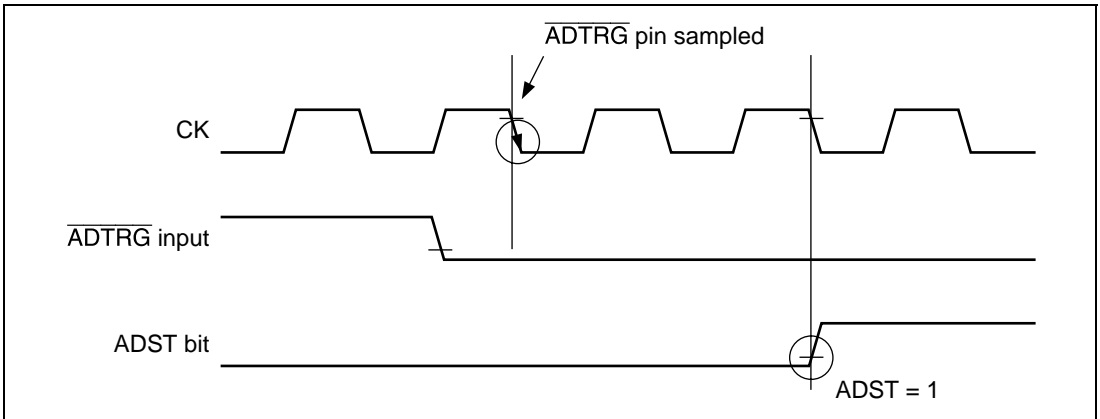 ADTRG pin sampled
CK
ADTRG input
ADST bit
ADST = 1